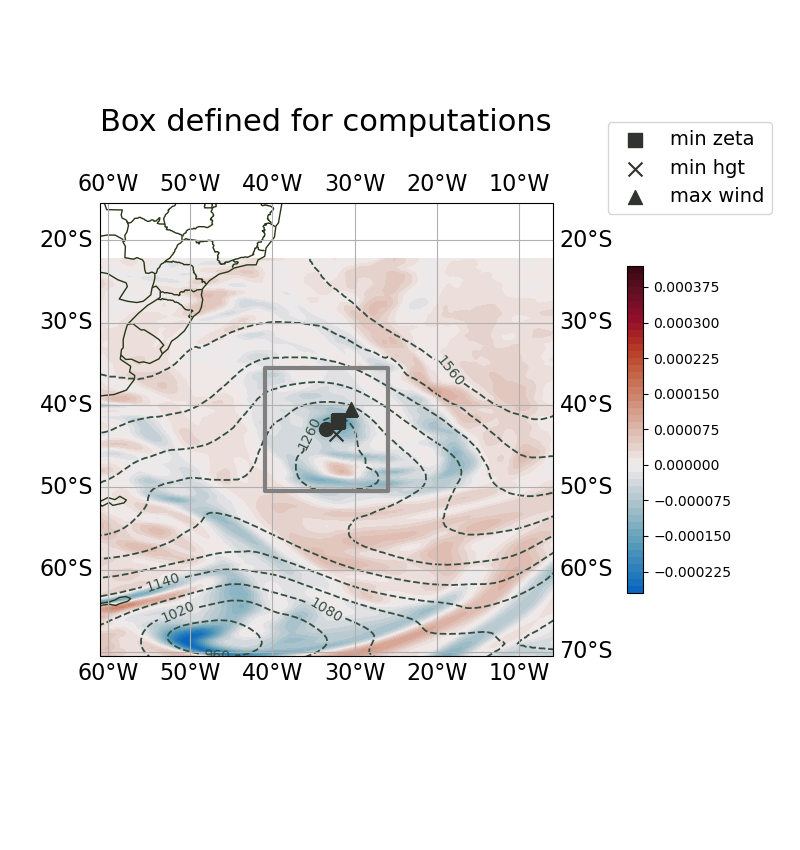 Box defined for computations
min zeta
min hgt
max wind
60°W 50°W 40°W 30°W 20°W 10°W
20°S 20°S
30°S 30°S
40°S 40°S
50°S 50°S
60°S 60°S
70°S
1560
1260
1140
1020
1080
960
60°W 50°W 40°W 30°W 20°W 10°W
0.000375
0.000300
0.000225
0.000150
0.000075
0.000000
−0.000075
−0.000150
−0.000225